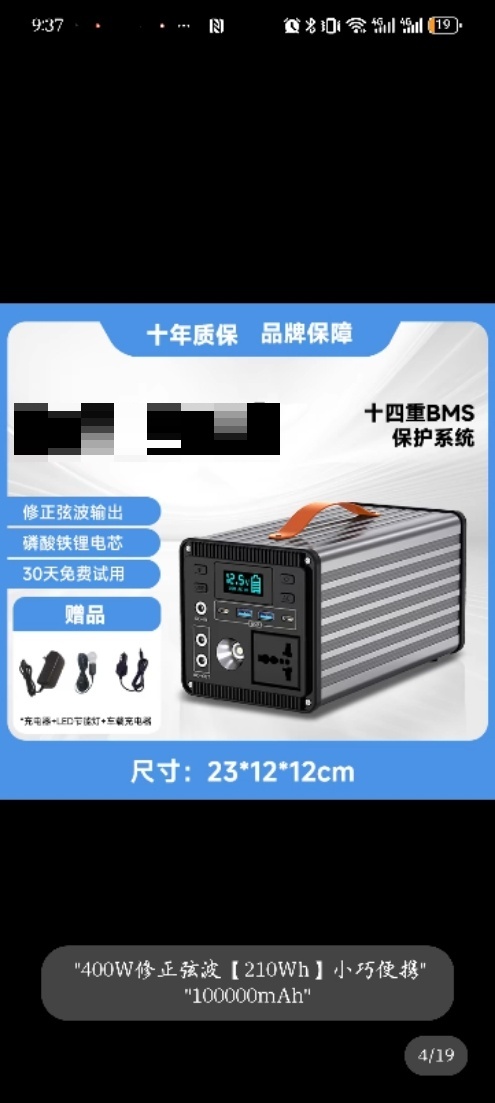 9:37
19
十年质保 品牌保障
十四重BMS
保护系统
修正弦波输出
磷酸铁锂电芯
30天免费试用
赠品
12.5v
*充电器+LED节能灯+车载充电器
尺寸：23*12*12cm
"400W修正弦波【210Wh】小巧便携"
"100000mAh"
4/19